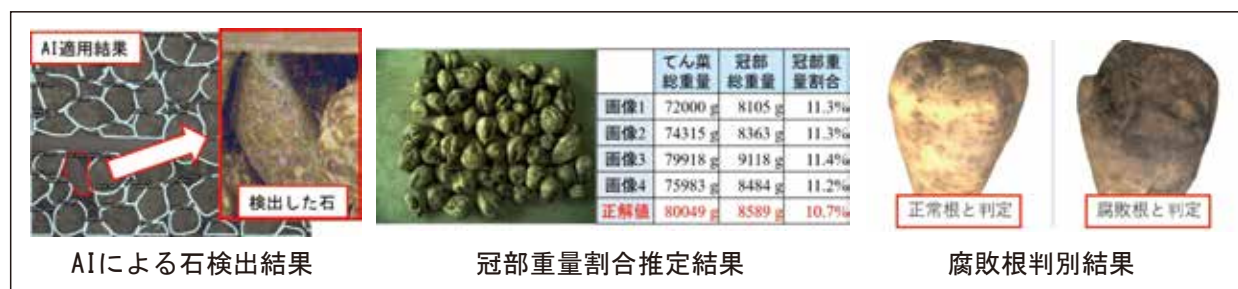 AI適用結果
検出した石
AIによる石検出結果
てん菜総重量 冠部総重量 冠部重量割合
画像1 72000 g 8105 g 11.3%
画像2 74315 g 8363 g 11.3%
画像3 79918 g 9118 g 11.4%
画像4 75983 g 8484 g 11.2%
正解値 80049 g 8589 g 10.7%
冠部重量割合推定結果
正常根と判定
腐敗根と判定
腐敗根判別結果